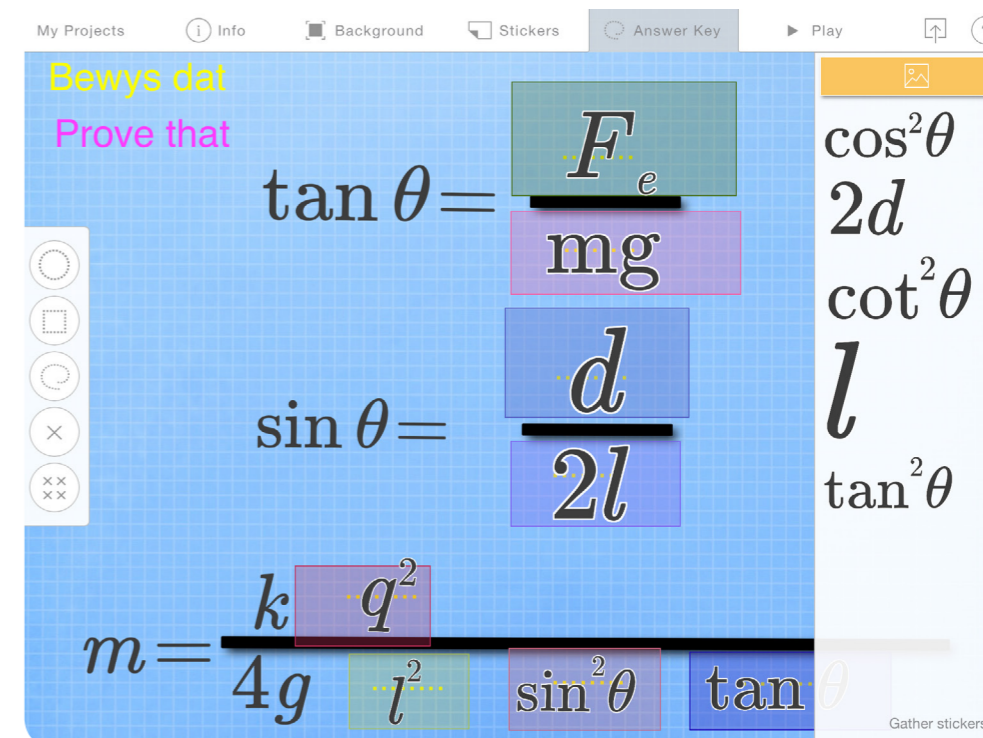 My Projects Info Background Stickers Answer Key Play
Bewys dat
Prove that
tan θ = F_e / mg
sin θ = d / 2l
m = k q² / 4g l² sin²θ tan θ
cos²θ
2d
cot²θ
l
tan²θ
Gather stickers